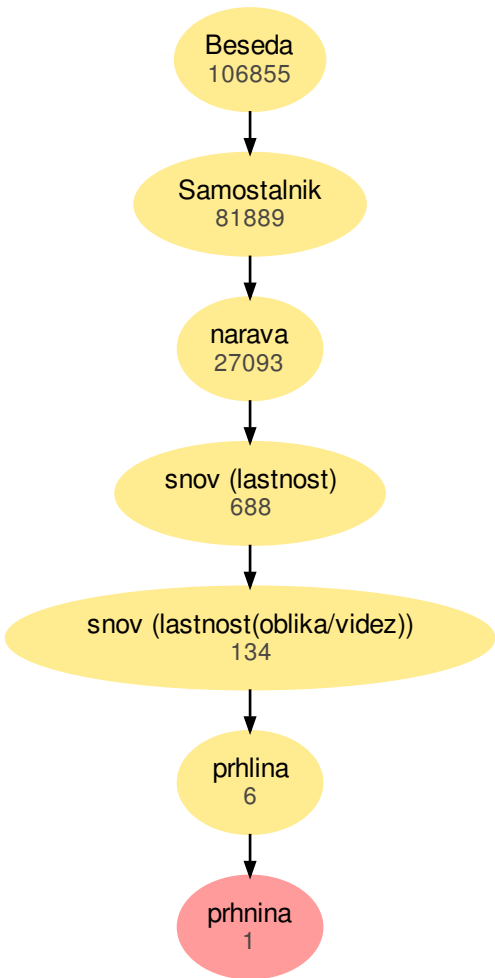 Beseda
106855
Samostalnik
81889
narava
27093
snov (lastnost)
688
snov (lastnost(oblika/videz))
134
prhlina
6
prhnina
1